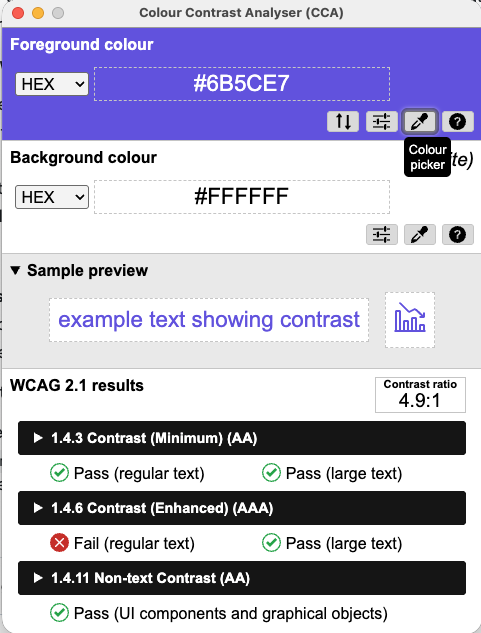 Colour Contrast Analyser (CCA)
Foreground colour
HEX #6B5CE7
Colour picker
Background colour
HEX #FFFFFF
Sample preview
example text showing contrast
WCAG 2.1 results
Contrast ratio
4.9:1
1.4.3 Contrast (Minimum) (AA)
Pass (regular text) Pass (large text)
1.4.6 Contrast (Enhanced) (AAA)
Fail (regular text) Pass (large text)
1.4.11 Non-text Contrast (AA)
Pass (UI components and graphical objects)